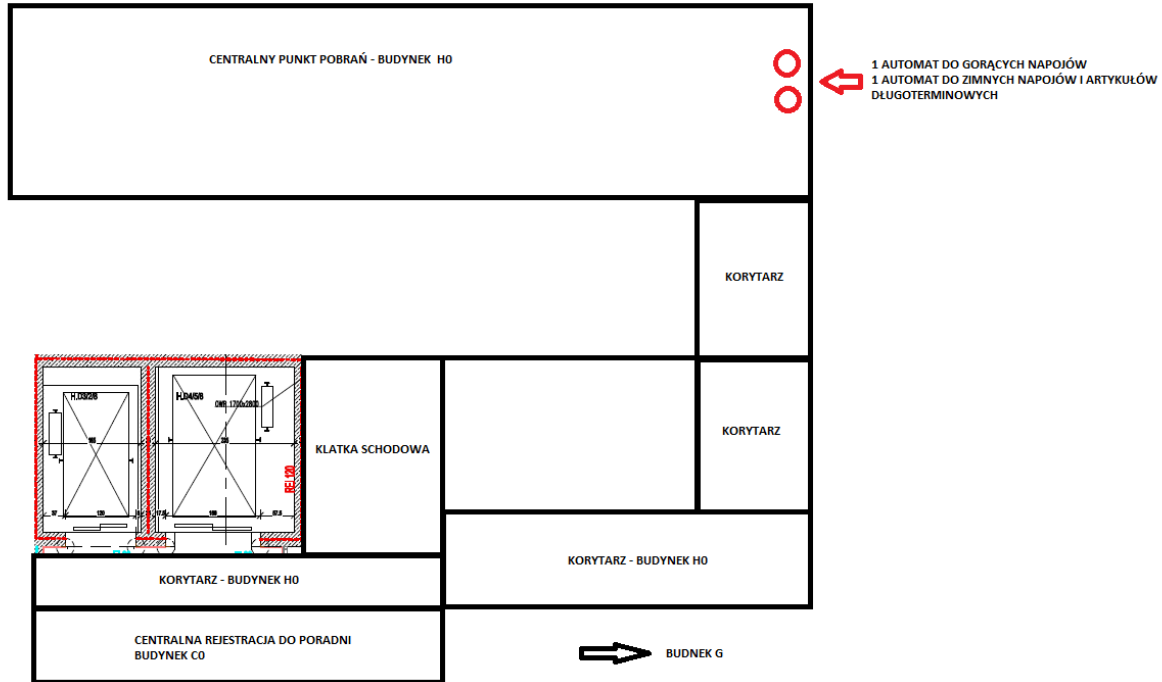 CENTRALNY PUNKT POBRAŃ - BUDYNEK H0
1 AUTOMAT DO GORĄCYCH NAPOJÓW
1 AUTOMAT DO ZIMNYCH NAPOJÓW I ARTYKUŁÓW
DŁUGOTERMINOWYCH
KORYTARZ
KORYTARZ
KLATKA SCHODOWA
REI 120
KORYTARZ - BUDYNEK H0
KORYTARZ - BUDYNEK H0
CENTRALNA REJESTRACJA DO PORADNI
BUDYNEK C0
BUDNEK G